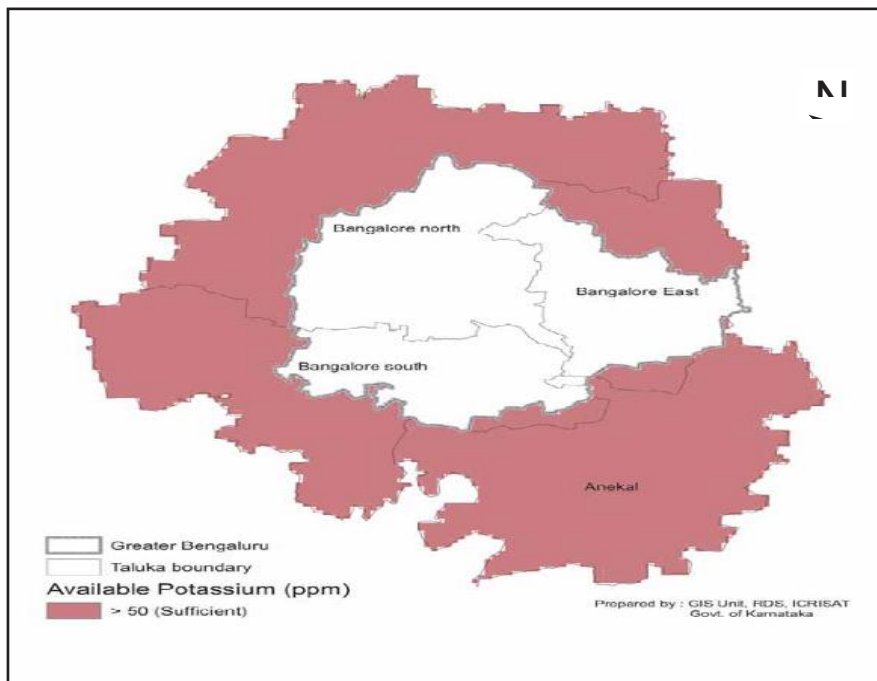 N
Bangalore north
Bangalore East
Bangalore south
Anekal
Greater Bengaluru
Taluka boundary
Available Potassium (ppm)
> 50 (Sufficient)
Prepared by : GIS Unit, RDS, ICRISAT
Govt. of Karnataka